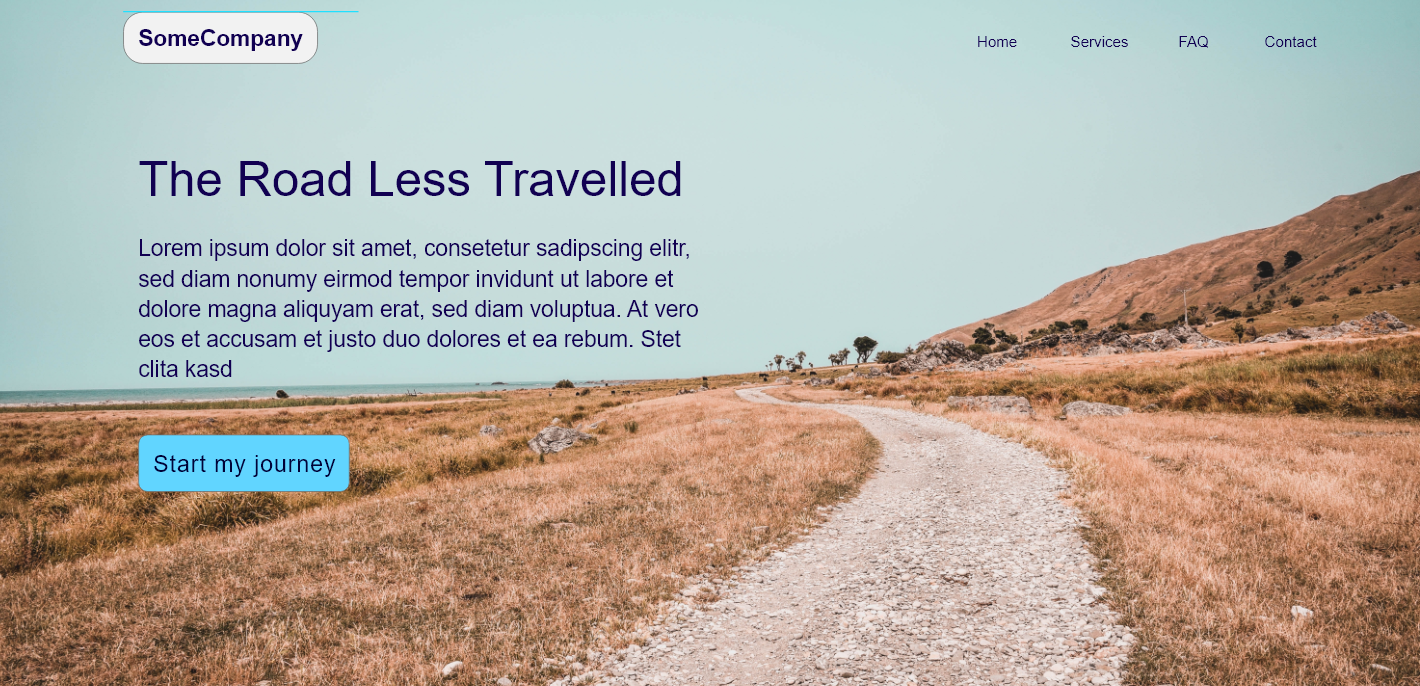 SomeCompany
Home Services FAQ Contact
The Road Less Travelled
Lorem ipsum dolor sit amet, consetetur sadipscing elitr,
sed diam nonumy eirmod tempor invidunt ut labore et
dolore magna aliquyam erat, sed diam voluptua. At vero
eos et accusam et justo duo dolores et ea rebum. Stet
clita kasd
Start my journey